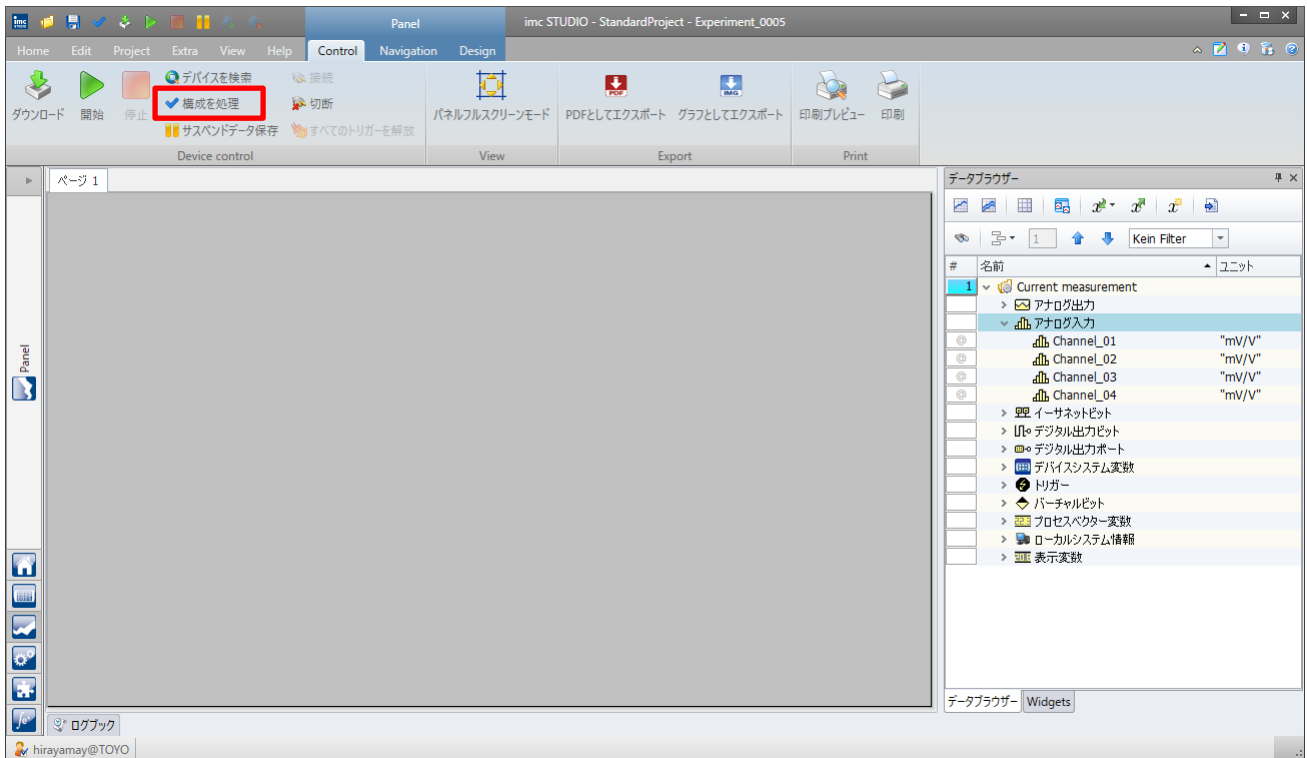 imc STUDIO
Panel
imc STUDIO - StandardProject - Experiment_0005
Home Edit Project Extra View Help Control Navigation Design
ダウンロード
開始
停止
デバイスを検索
構成を処理
サスペンドデータ保存
接続
切断
すべてのトリガーを解放
パネルフルスクリーンモード
PDF
PDFとしてエクスポート
IMG
グラフとしてエクスポート
印刷プレビュー
印刷
Device control View Export Print
ページ 1
Panel
データブラウザー
1 Kein Filter
# 名前 ユニット
1 Current measurement
アナログ出力
アナログ入力
@ Channel_01 "mV/V"
@ Channel_02 "mV/V"
@ Channel_03 "mV/V"
@ Channel_04 "mV/V"
イーサネットビット
デジタル出力ビット
デジタル出力ポート
デバイスシステム変数
トリガー
バーチャルビット
プロセスベクター変数
ローカルシステム情報
表示変数
データブラウザー Widgets
ログブック
hirayamay@TOYO